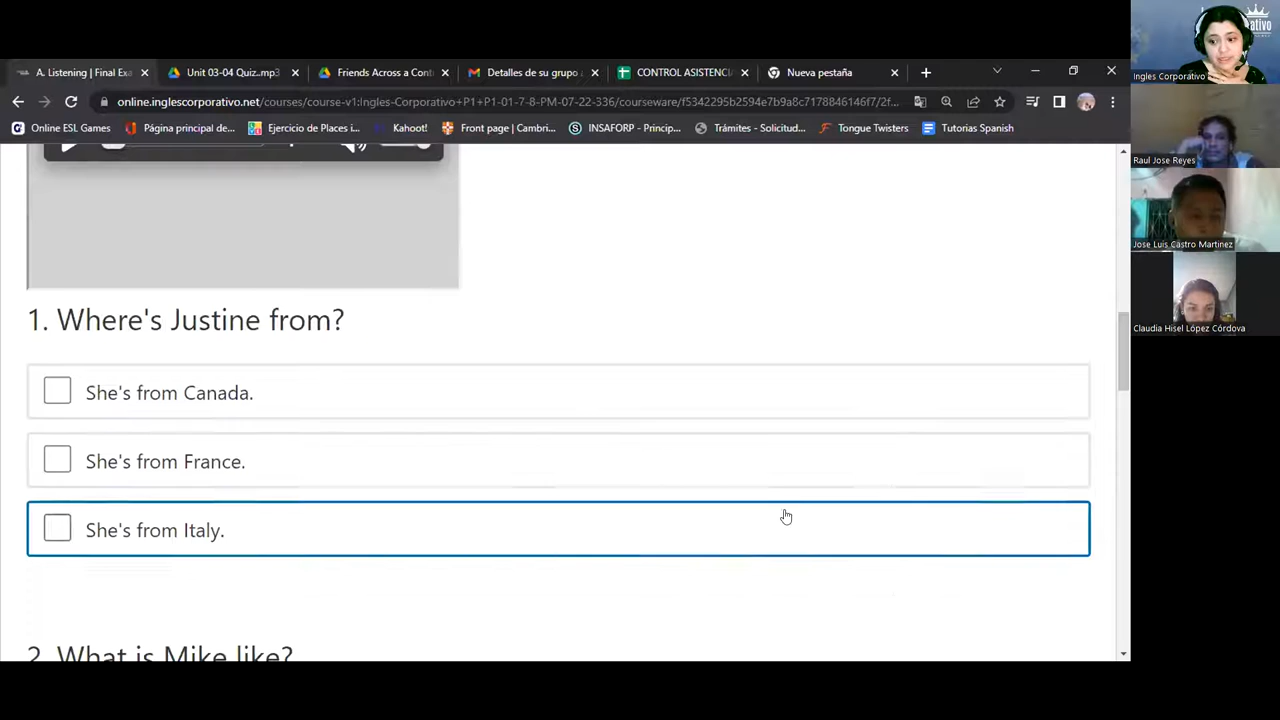 ativo
Ingles Corporativo
Raul Jose Reyes
Jose Luis Castro Martinez
Claudia Hisel López Córdova
A. Listening | Final Exa
Unit 03-04 Quiz..mp3
Friends Across a Cont
Detalles de su grupo
CONTROL ASISTENCI
Nueva pestaña
online.inglescorporativo.net/courses/course-v1:Ingles-Corporativo+P1+P1-01-7-8-PM-07-22-336/courseware/f5342295b2594e7b9a8c7178846146f7/2f...
Online ESL Games
Página principal de...
Ejercicio de Places i...
Kahoot!
Front page | Cambri...
INSAFORP - Princip...
Trámites - Solicitud...
Tongue Twisters
Tutorias Spanish
1. Where's Justine from?
She's from Canada.
She's from France.
She's from Italy.
2. What is Mike like?